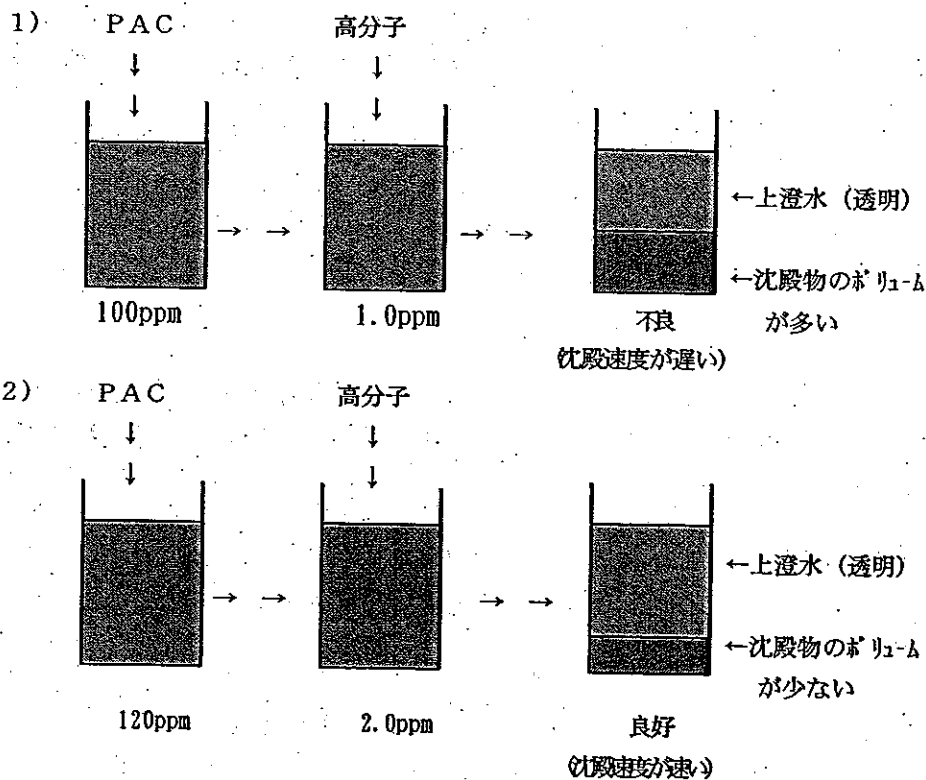 1) PAC 高分子
↓ ↓
↓ ↓
←上澄水（透明）
→ → → →
←沈殿物のボリューム
100ppm 1.0ppm 不良 が多い
(沈殿速度が遅い)
2) PAC 高分子
↓ ↓
↓ ↓
←上澄水（透明）
→ → → →
←沈殿物のボリューム
が少ない
120ppm 2.0ppm 良好
(沈殿速度が速い)